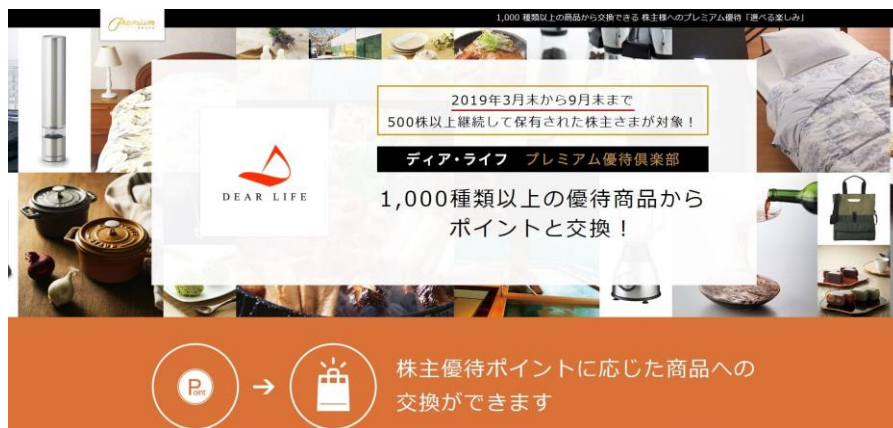 Premium
1,000 種類以上の商品から交換できる 株主様へのプレミアム優待「選べる楽しみ」
2019年3月末から9月末まで
500株以上継続して保有された株主さまが対象！
DEAR LIFE
ディア・ライフ プレミアム優待倶楽部
1,000種類以上の優待商品から
ポイントと交換！
Point
株主優待ポイントに応じた商品への
交換ができます